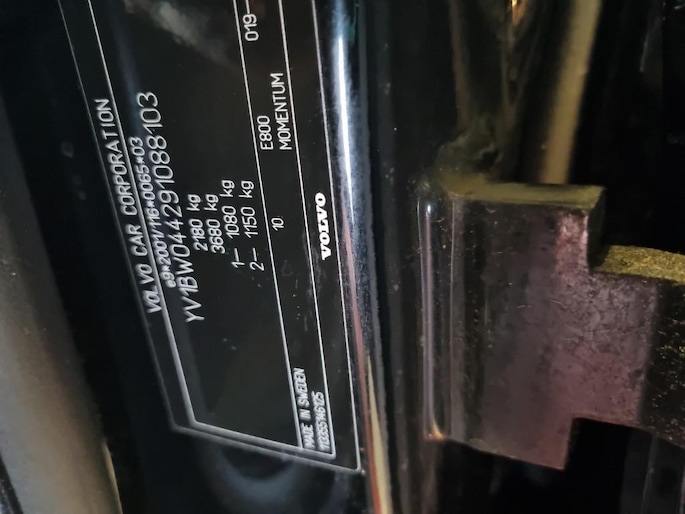 VOLVO CAR CORPORATION
e9*2001/116*0065*03
YV1BW044291088103
2180 kg
3680 kg
1– 1080 kg
2– 1150 kg
019–
E800
10. MOMENTUM
VOLVO
MADE IN SWEDEN